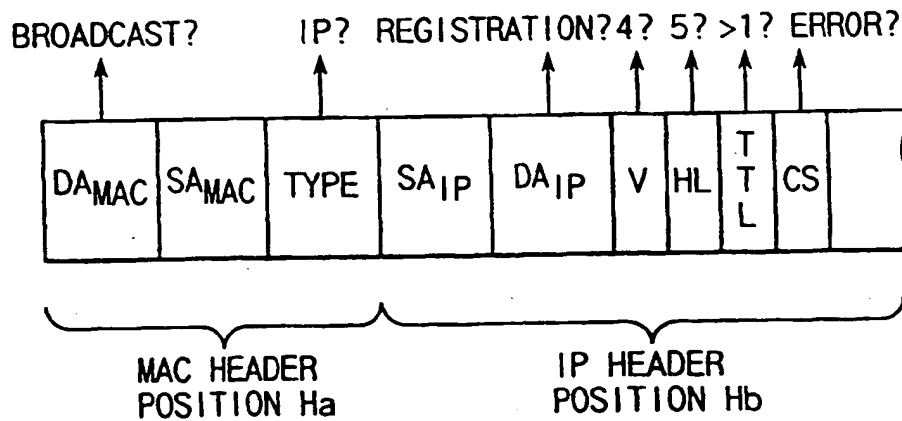 BROADCAST? IP? REGISTRATION? 4? 5? >1? ERROR?
DAMAC SAMAC TYPE SAIP DAIP V HL TTL CS
MAC HEADER
POSITION Ha
IP HEADER
POSITION Hb